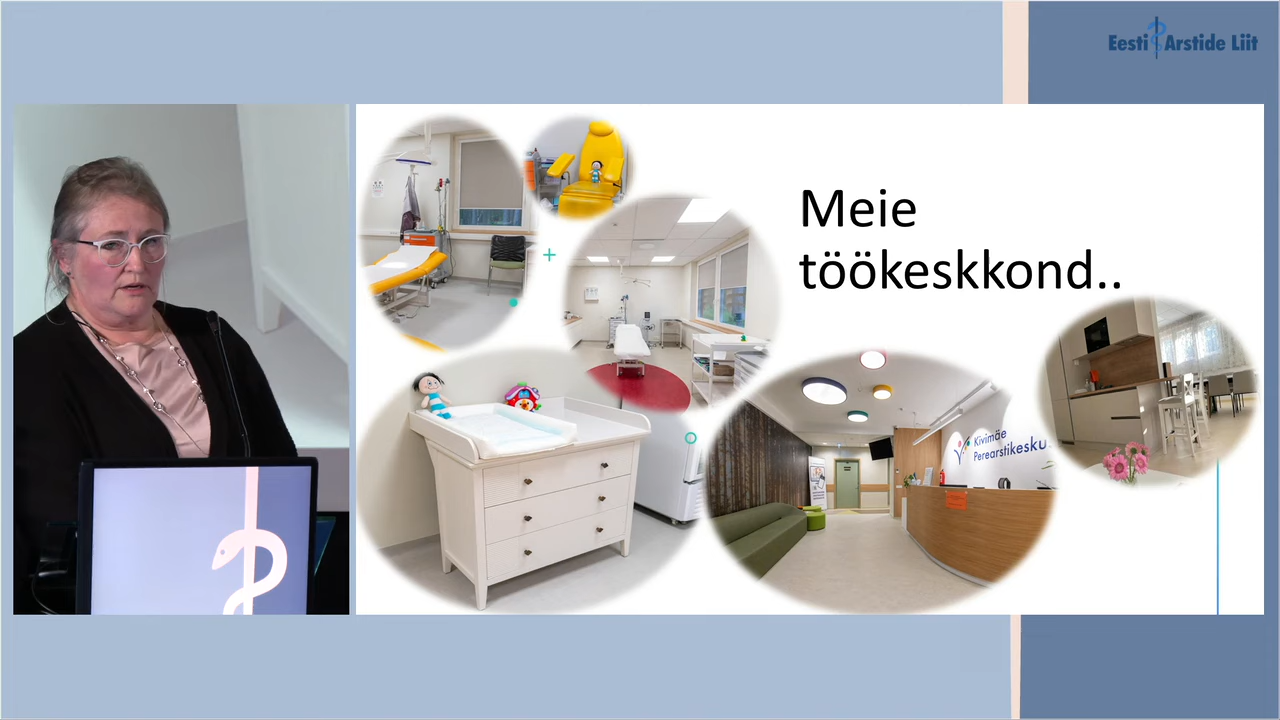 Eesti Arstide Liit
Meie
töökeskkond..
Kivimäe
Perearstikesku